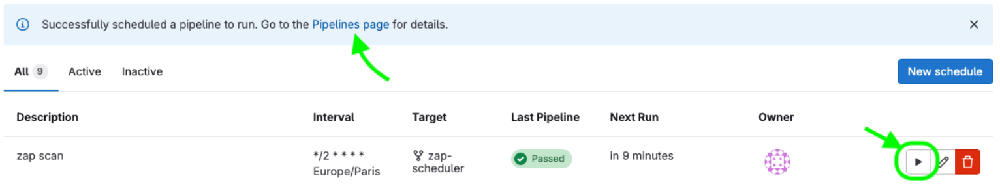 Successfully scheduled a pipeline to run. Go to the Pipelines page for details.
All 9 Active Inactive
New schedule
Description Interval Target Last Pipeline Next Run Owner
zap scan
*/2 * * * *
Europe/Paris
zap-
scheduler
Passed
in 9 minutes